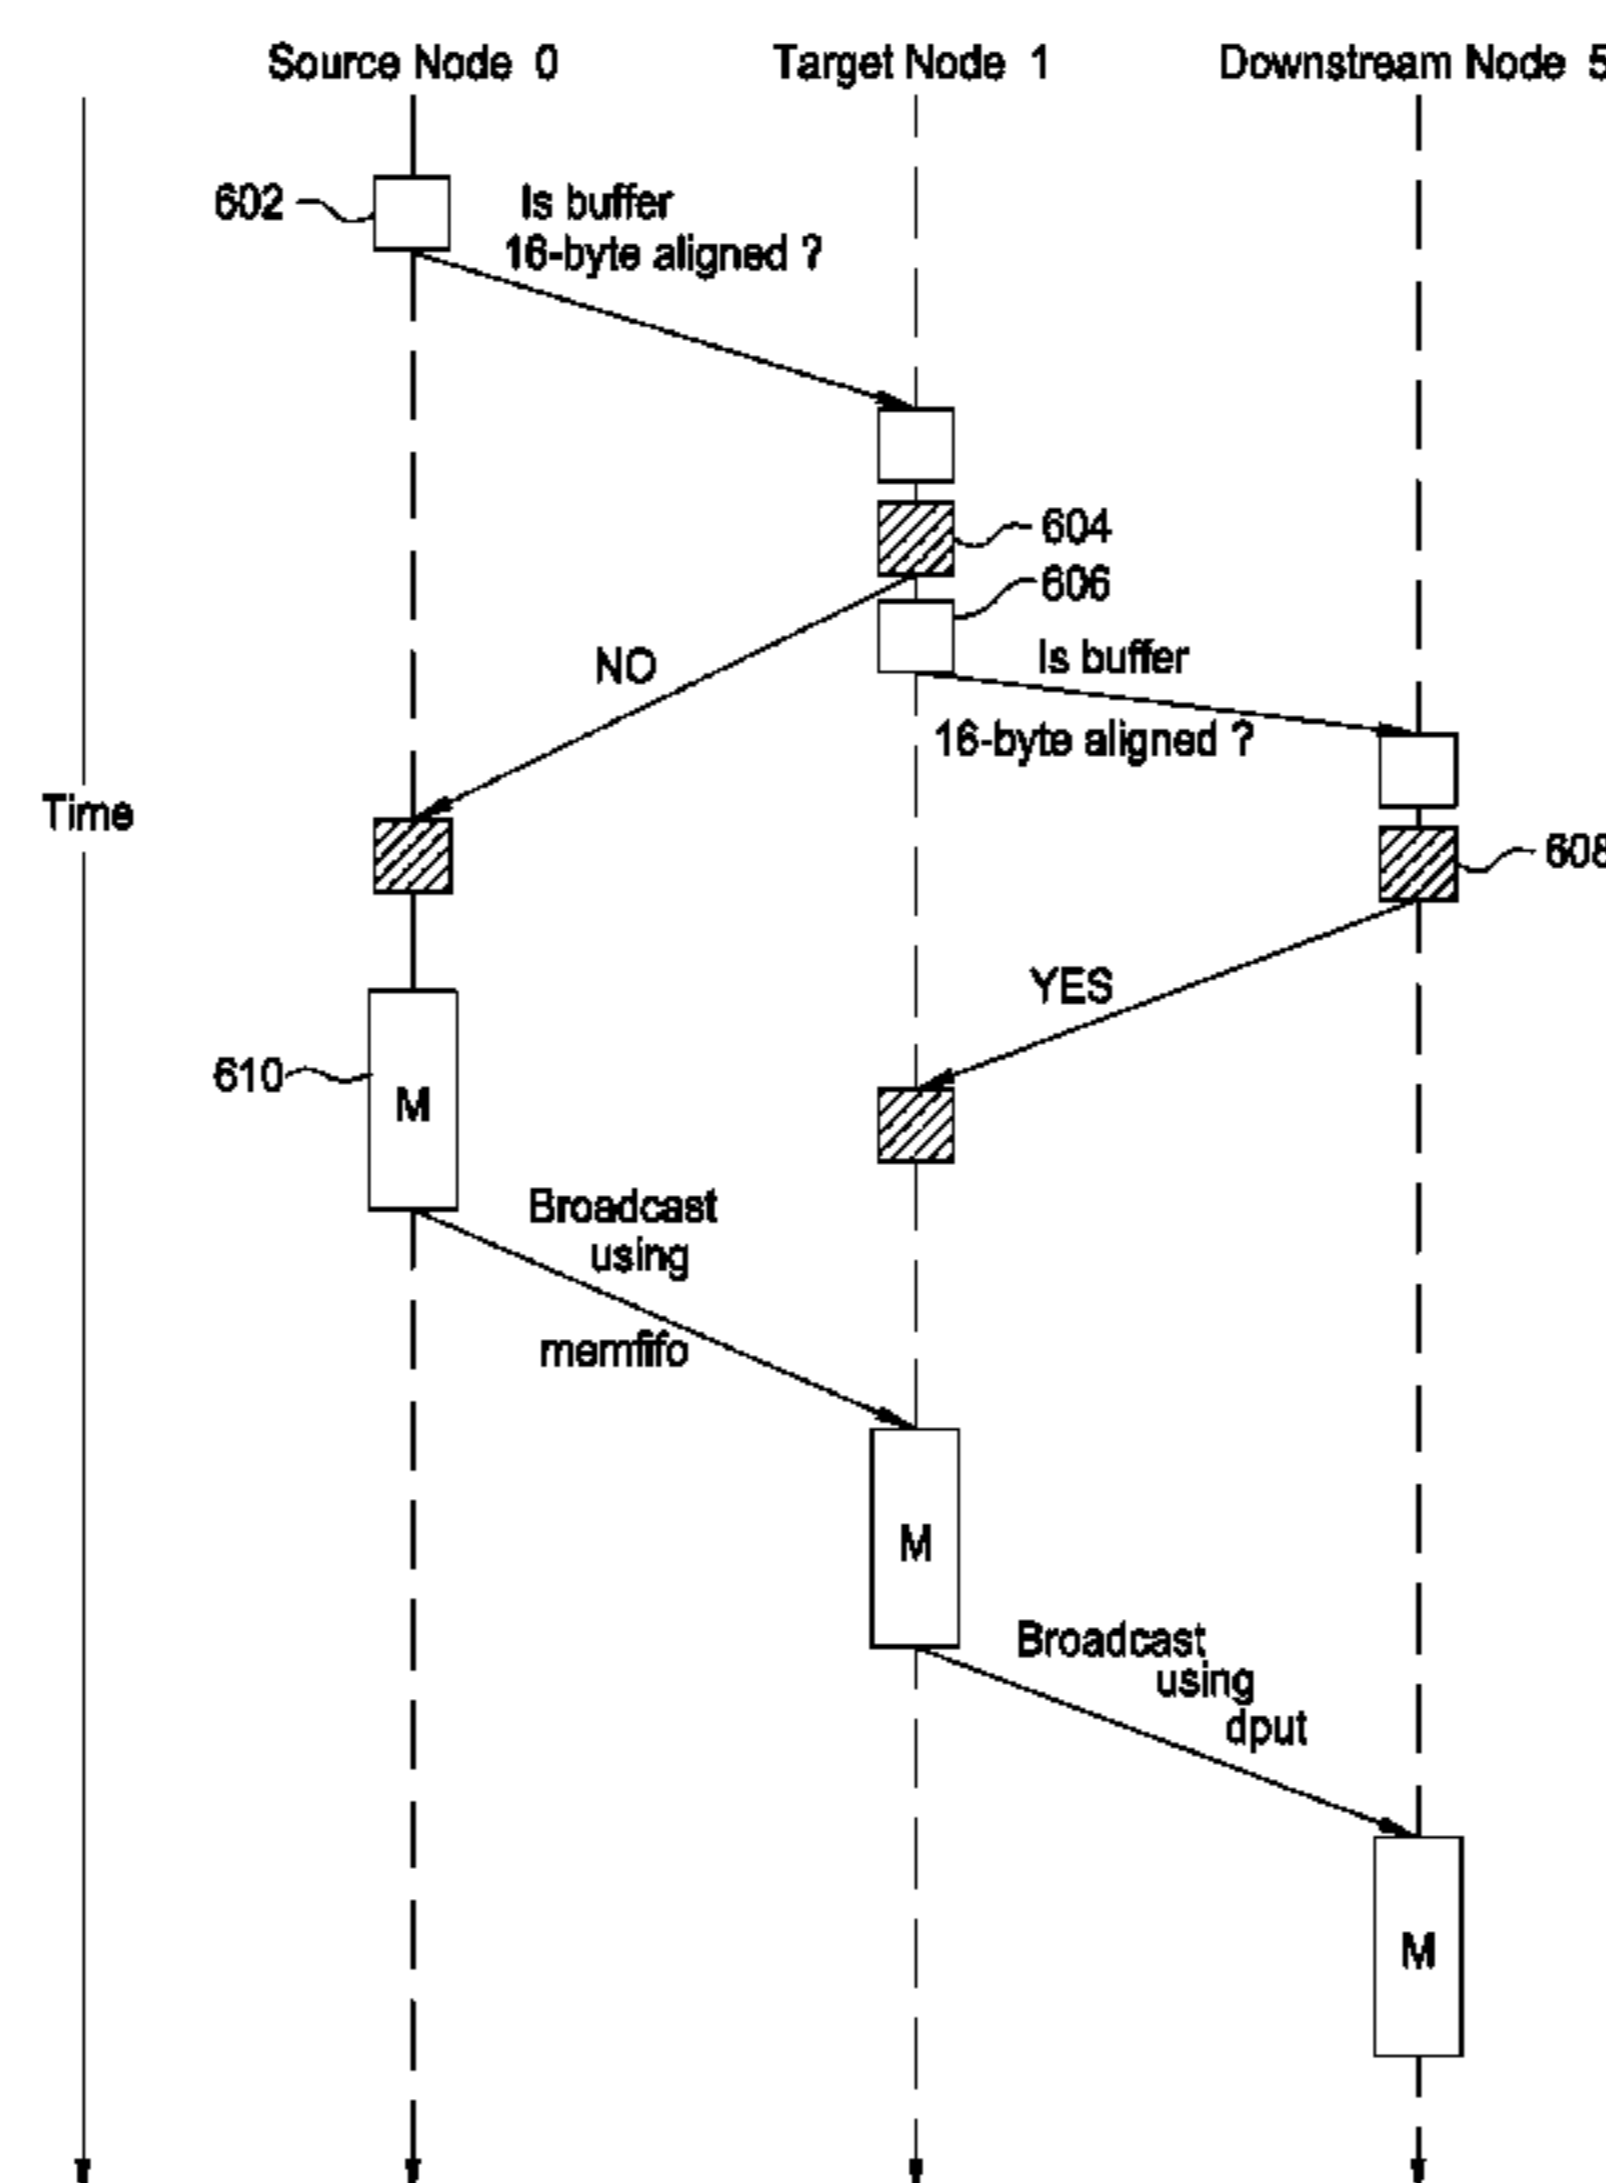 Source Node 0
Target Node 1
Downstream Node 5
602
Is buffer
16-byte aligned ?
604
606
NO
Is buffer
16-byte aligned ?
Time
608
YES
610
M
Broadcast
using
memfifo
M
Broadcast
using
dput
M